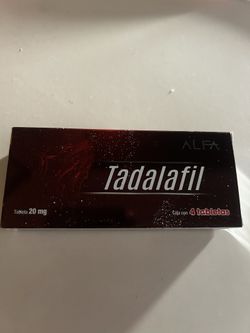 ALFA
Tadalafil
Tableta 20 mg
Caja con 4 tabletas